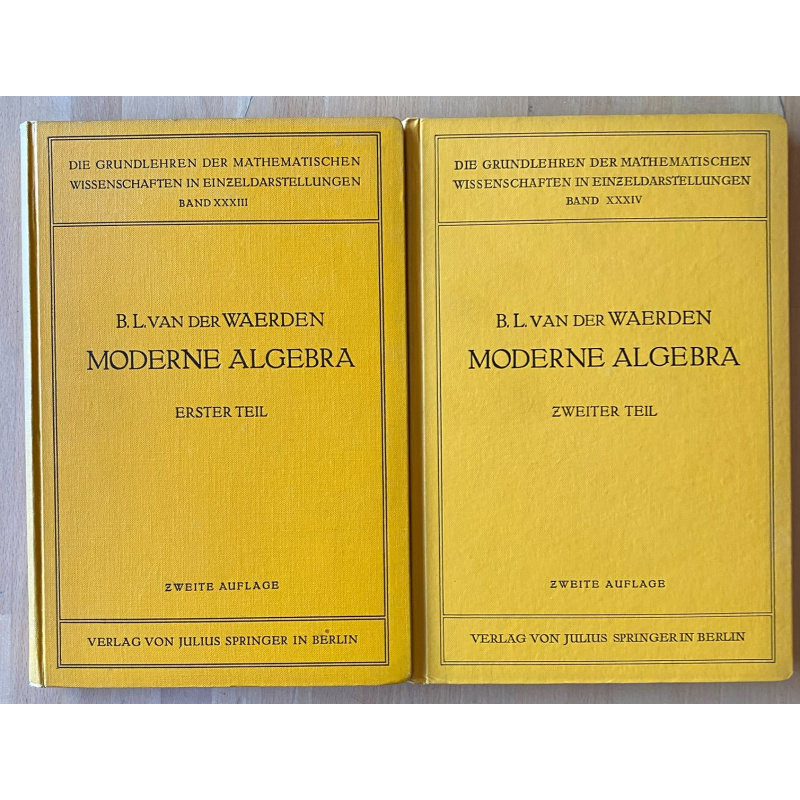 DIE GRUNDLEHREN DER MATHEMATISCHEN
WISSENSCHAFTEN IN EINZELDARSTELLUNGEN
BAND XXXIII
B. L. VAN DER WAERDEN
MODERNE ALGEBRA
ERSTER TEIL
ZWEITE AUFLAGE
VERLAG VON JULIUS SPRINGER IN BERLIN
DIE GRUNDLEHREN DER MATHEMATISCHEN
WISSENSCHAFTEN IN EINZELDARSTELLUNGEN
BAND XXXIV
B. L. VAN DER WAERDEN
MODERNE ALGEBRA
ZWEITER TEIL
ZWEITE AUFLAGE
VERLAG VON JULIUS SPRINGER IN BERLIN